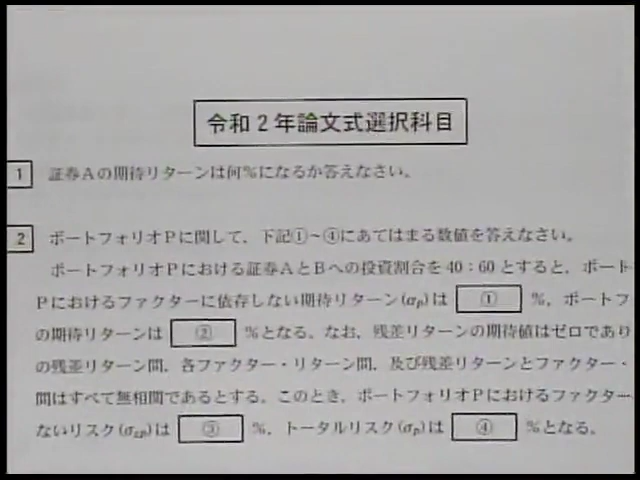 令和2年論文式選択科目
1 証券Aの期待リターンは何%になるか答えなさい。
2 ポートフォリオPに関して、下記①~④にあてはまる数値を答えなさい。
ポートフォリオPにおける証券AとBへの投資割合を40:60とすると、ポート
Pにおけるファクターに依存しない期待リターン(αp)は ① %、ポートフ
の期待リターンは ② %となる。なお、残差リターンの期待値はゼロであり
の残差リターン間、各ファクター・リターン間、及び残差リターンとファクター・
間はすべて無相関であるとする。このとき、ポートフォリオPにおけるファクター
ないリスク(σεp)は ③ %、トータルリスク(σp)は ④ %となる。